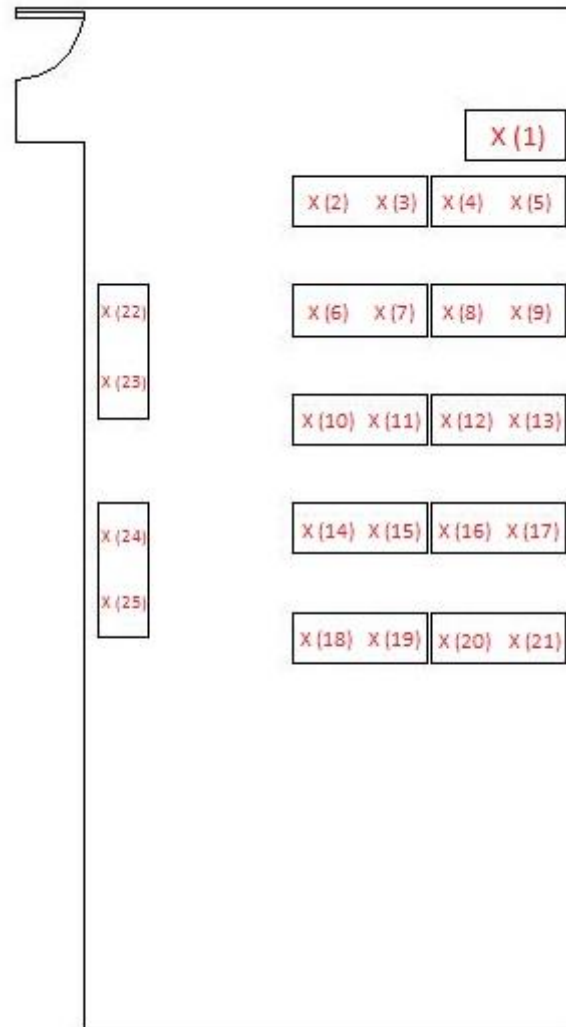 X (1)
X (2) X (3) X (4) X (5)
X (22) X (6) X (7) X (8) X (9)
X (23)
X (10) X (11) X (12) X (13)
X (24) X (14) X (15) X (16) X (17)
X (25) X (18) X (19) X (20) X (21)